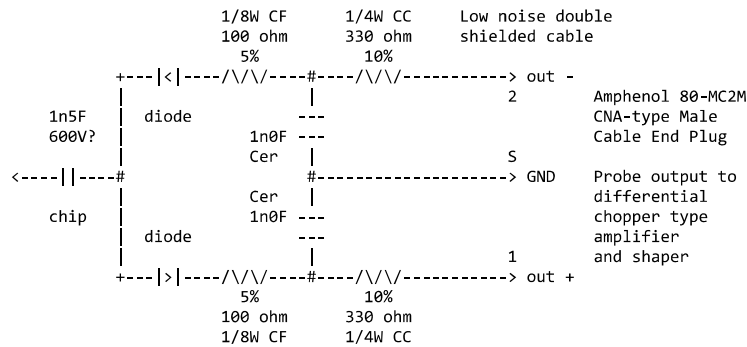 1/8W CF        1/4W CC      Low noise double
                         100 ohm        330 ohm      shielded cable
                           5%             10%
            +---|<|----/\/\/----#----/\/\/-------------> out -
            |                   |                      2         Amphenol 80-MC2M
    1n5F    |  diode           ---                               CNA-type Male
    600V?   |            1n0F  ---                               Cable End Plug
            |            Cer    |                      S
<----||----#                   #-----------------------> GND    Probe output to
            |            Cer    |                                differential
    chip    |            1n0F  ---                               chopper type
            |  diode           ---                               amplifier
            |                   |                      1         and shaper
            +---|>|----/\/\/----#----/\/\/-------------> out +
                           5%             10%
                         100 ohm        330 ohm
                         1/8W CF        1/4W CC